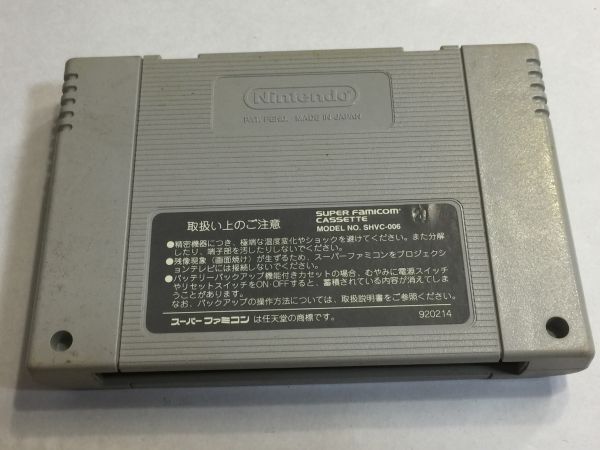 Nintendo
PAT. PEND. MADE IN JAPAN
取扱い上のご注意
SUPER FAMICOM
CASSETTE
MODEL NO. SHVC-006
●精密機器につき、極端な温度変化やショックを避けてください。また分解
したり、端子部を汚したりしないでください。
●残像現象(画面焼け)が生ずるため、スーパーファミコンをプロジェクシ
ョンテレビには接続しないでください。
●バッテリーバックアップ機能付きカセットの場合、むやみに電源スイッチ
やリセットスイッチをON・OFFすると、蓄積されている内容が消えてしま
うことがあります。
なお、バックアップの操作方法については、取扱説明書をご参照ください。
スーパーファミコンは任天堂の商標です。
920214